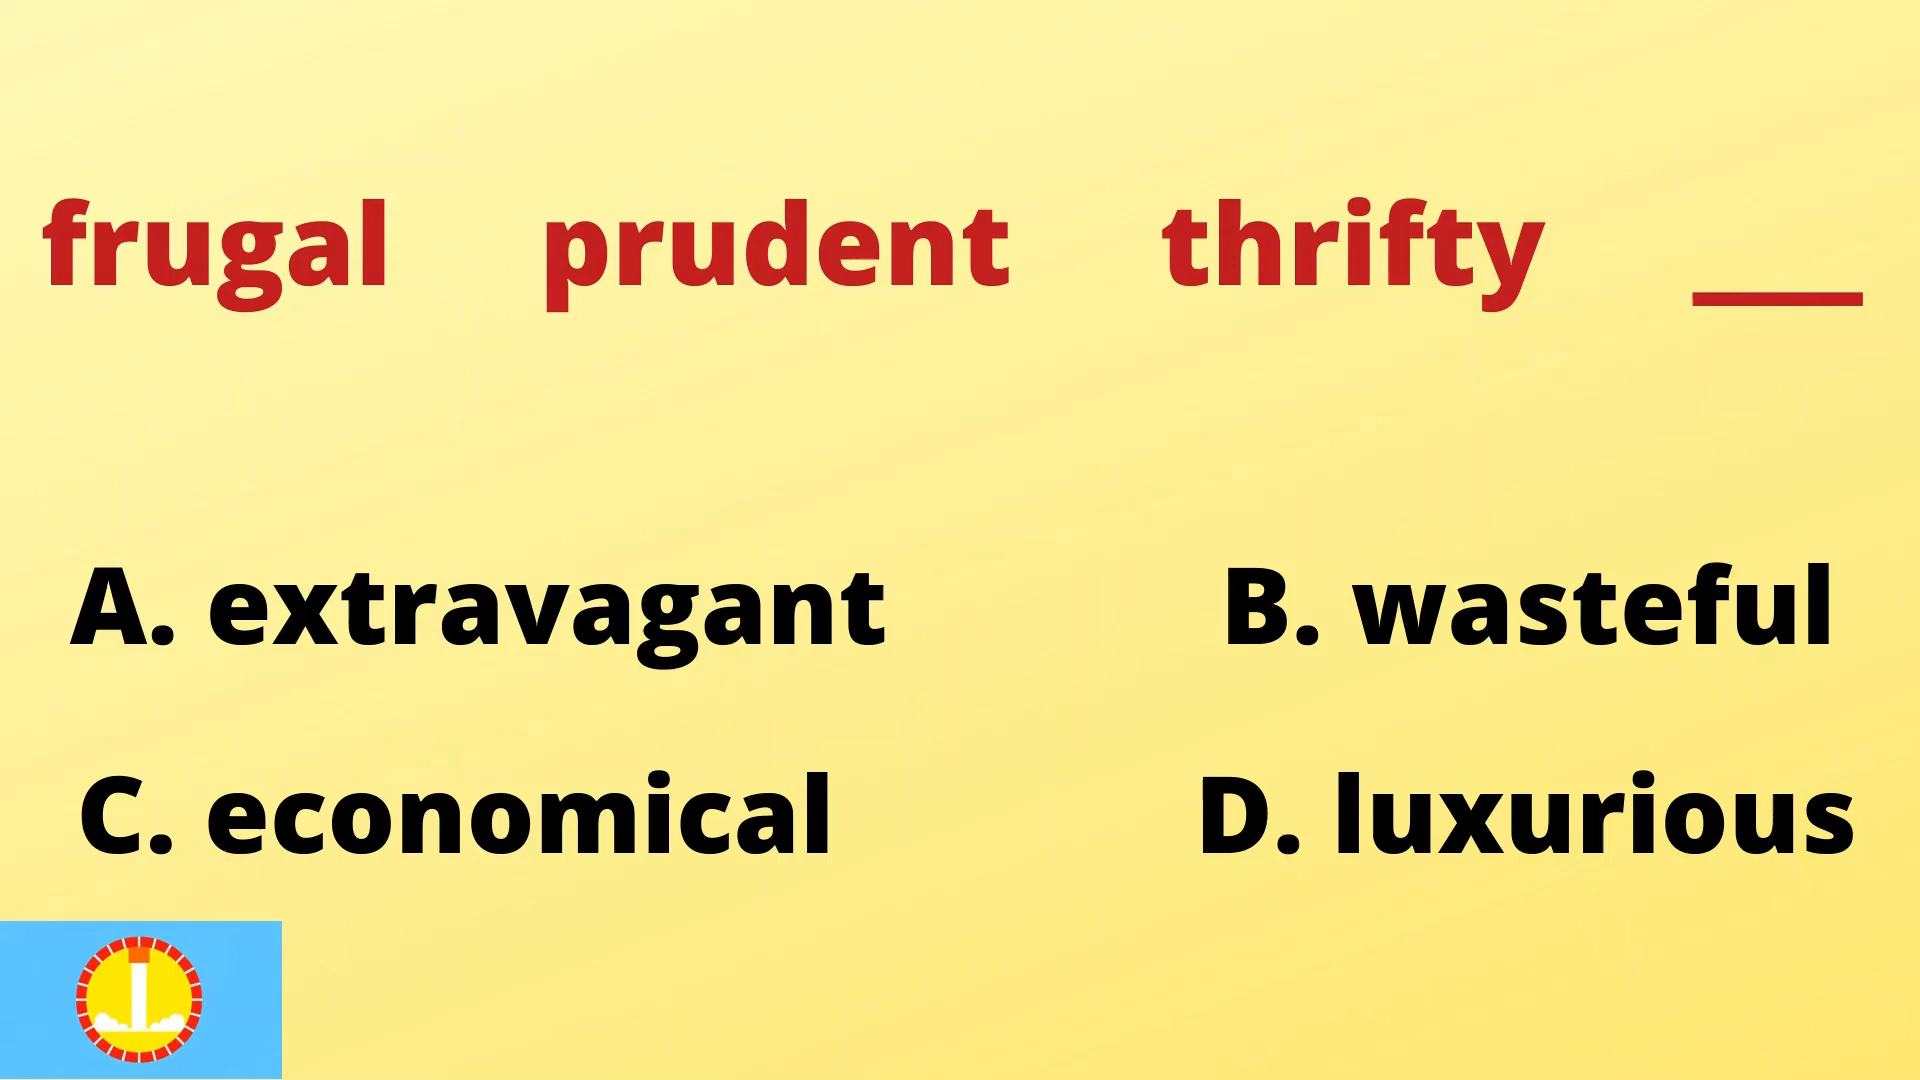 frugal prudent thrifty ___
A. extravagant B. wasteful
C. economical D. luxurious